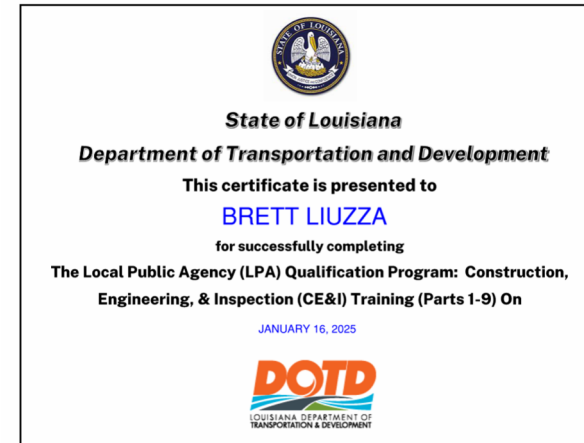 STATE OF LOUISIANA
State of Louisiana
Department of Transportation and Development
This certificate is presented to
BRETT LIUZZA
for successfully completing
The Local Public Agency (LPA) Qualification Program: Construction,
Engineering, & Inspection (CE&I) Training (Parts 1-9) On
JANUARY 16, 2025
DOTD
LOUISIANA DEPARTMENT OF
TRANSPORTATION & DEVELOPMENT